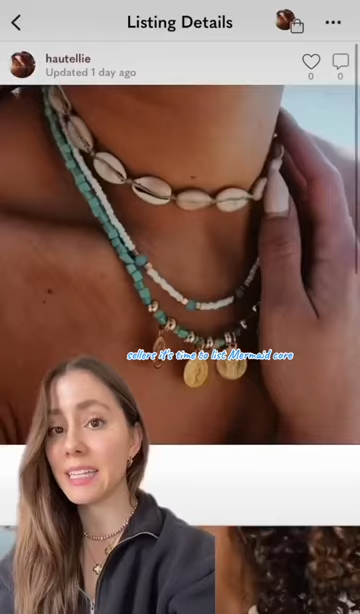 Listing Details
hautellie
Updated 1 day ago
0
0
sellers it's time to list Mermaid core